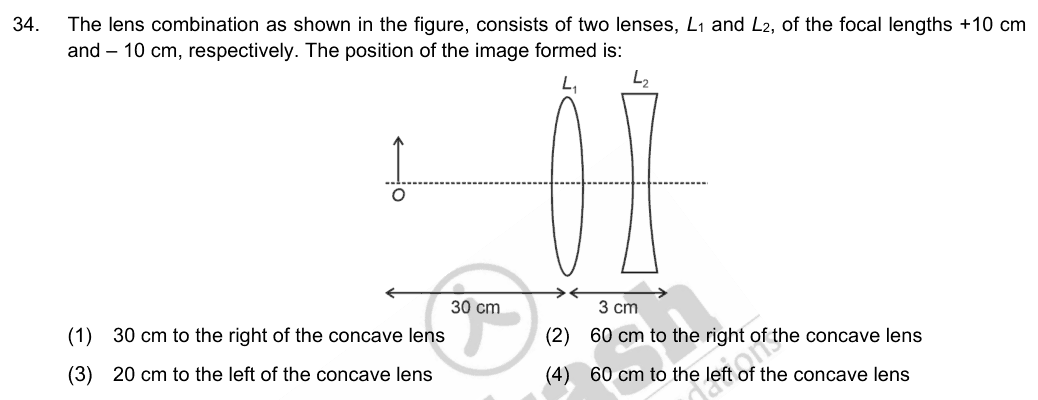 34. The lens combination as shown in the figure, consists of two lenses, L₁ and L₂, of the focal lengths +10 cm
and – 10 cm, respectively. The position of the image formed is:
L₁
L₂
O
30 cm
3 cm
(1) 30 cm to the right of the concave lens
(2) 60 cm to the right of the concave lens
(3) 20 cm to the left of the concave lens
(4) 60 cm to the left of the concave lens